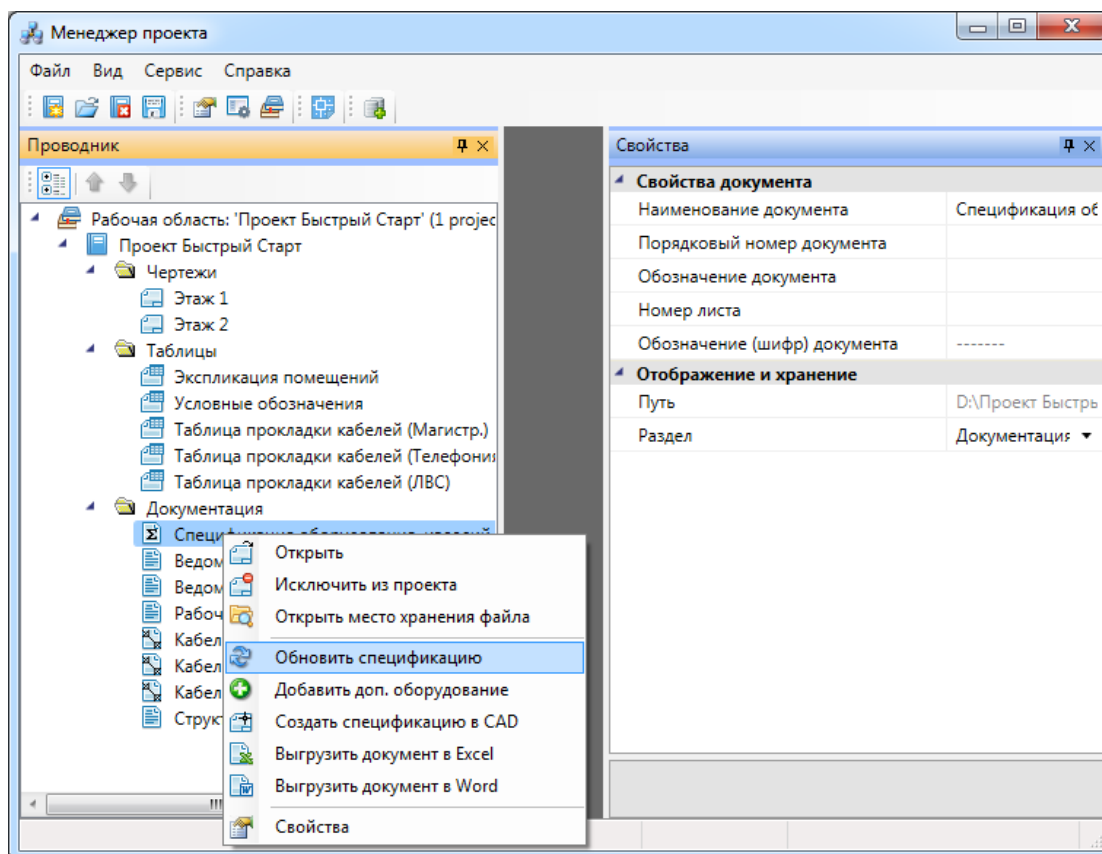 Менеджер проекта
Файл Вид Сервис Справка
Проводник
Рабочая область: 'Проект Быстрый Старт' (1 projec
Проект Быстрый Старт
Чертежи
Этаж 1
Этаж 2
Таблицы
Экспликация помещений
Условные обозначения
Таблица прокладки кабелей (Магистр.)
Таблица прокладки кабелей (Телефония
Таблица прокладки кабелей (ЛВС)
Документация
Ведом
Ведом
Рабоч
Кабел
Кабел
Кабел
Структ
Открыть
Исключить из проекта
Открыть место хранения файла
Обновить спецификацию
Добавить доп. оборудование
Создать спецификацию в CAD
Выгрузить документ в Excel
Выгрузить документ в Word
Свойства
Свойства
Свойства документа
Наименование документа Спецификация об
Порядковый номер документа
Обозначение документа
Номер листа
Обозначение (шифр) документа -------
Отображение и хранение
Путь D:\Проект Быстрь
Раздел Документация